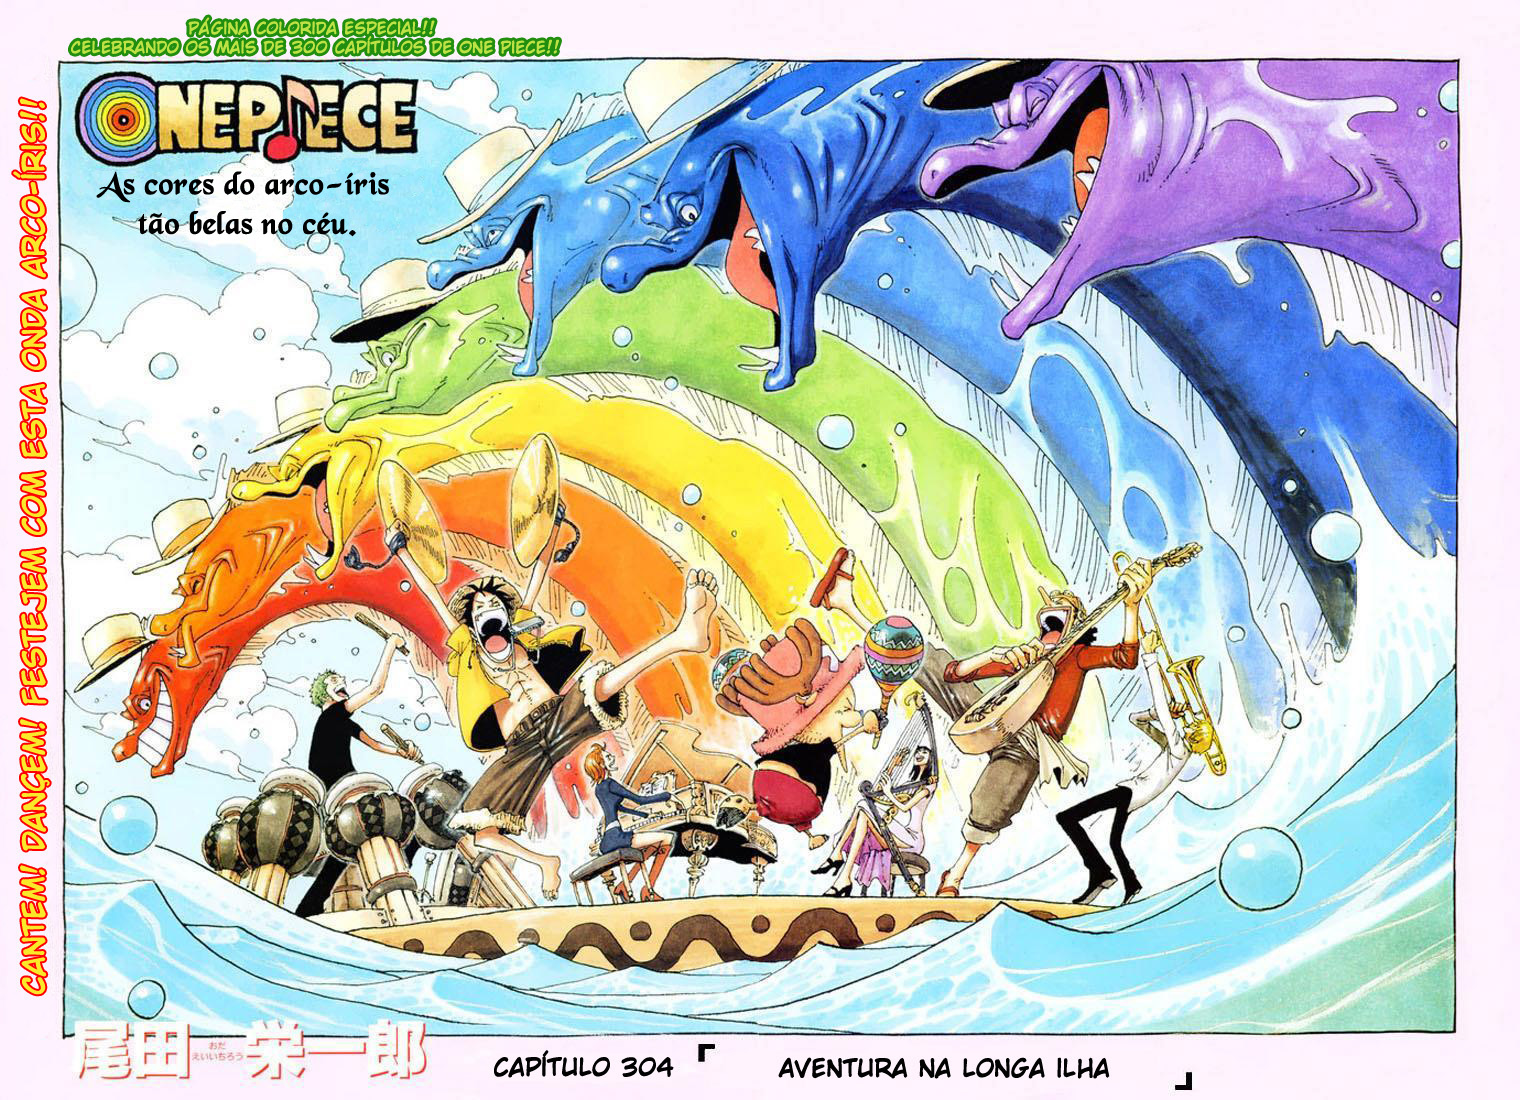 PÁGINA COLORIDA ESPECIAL!!
CELEBRANDO OS MAIS DE 300 CAPÍTULOS DE ONE PIECE!!
ONE PIECE
As cores do arco-íris
tão belas no céu.
CANTEM! DANÇEM! FESTEJEM COM ESTA ONDA ARCO-ÍRIS!!
尾田 おだ えいいちろう 栄一郎
CAPÍTULO 304 「 AVENTURA NA LONGA ILHA 」